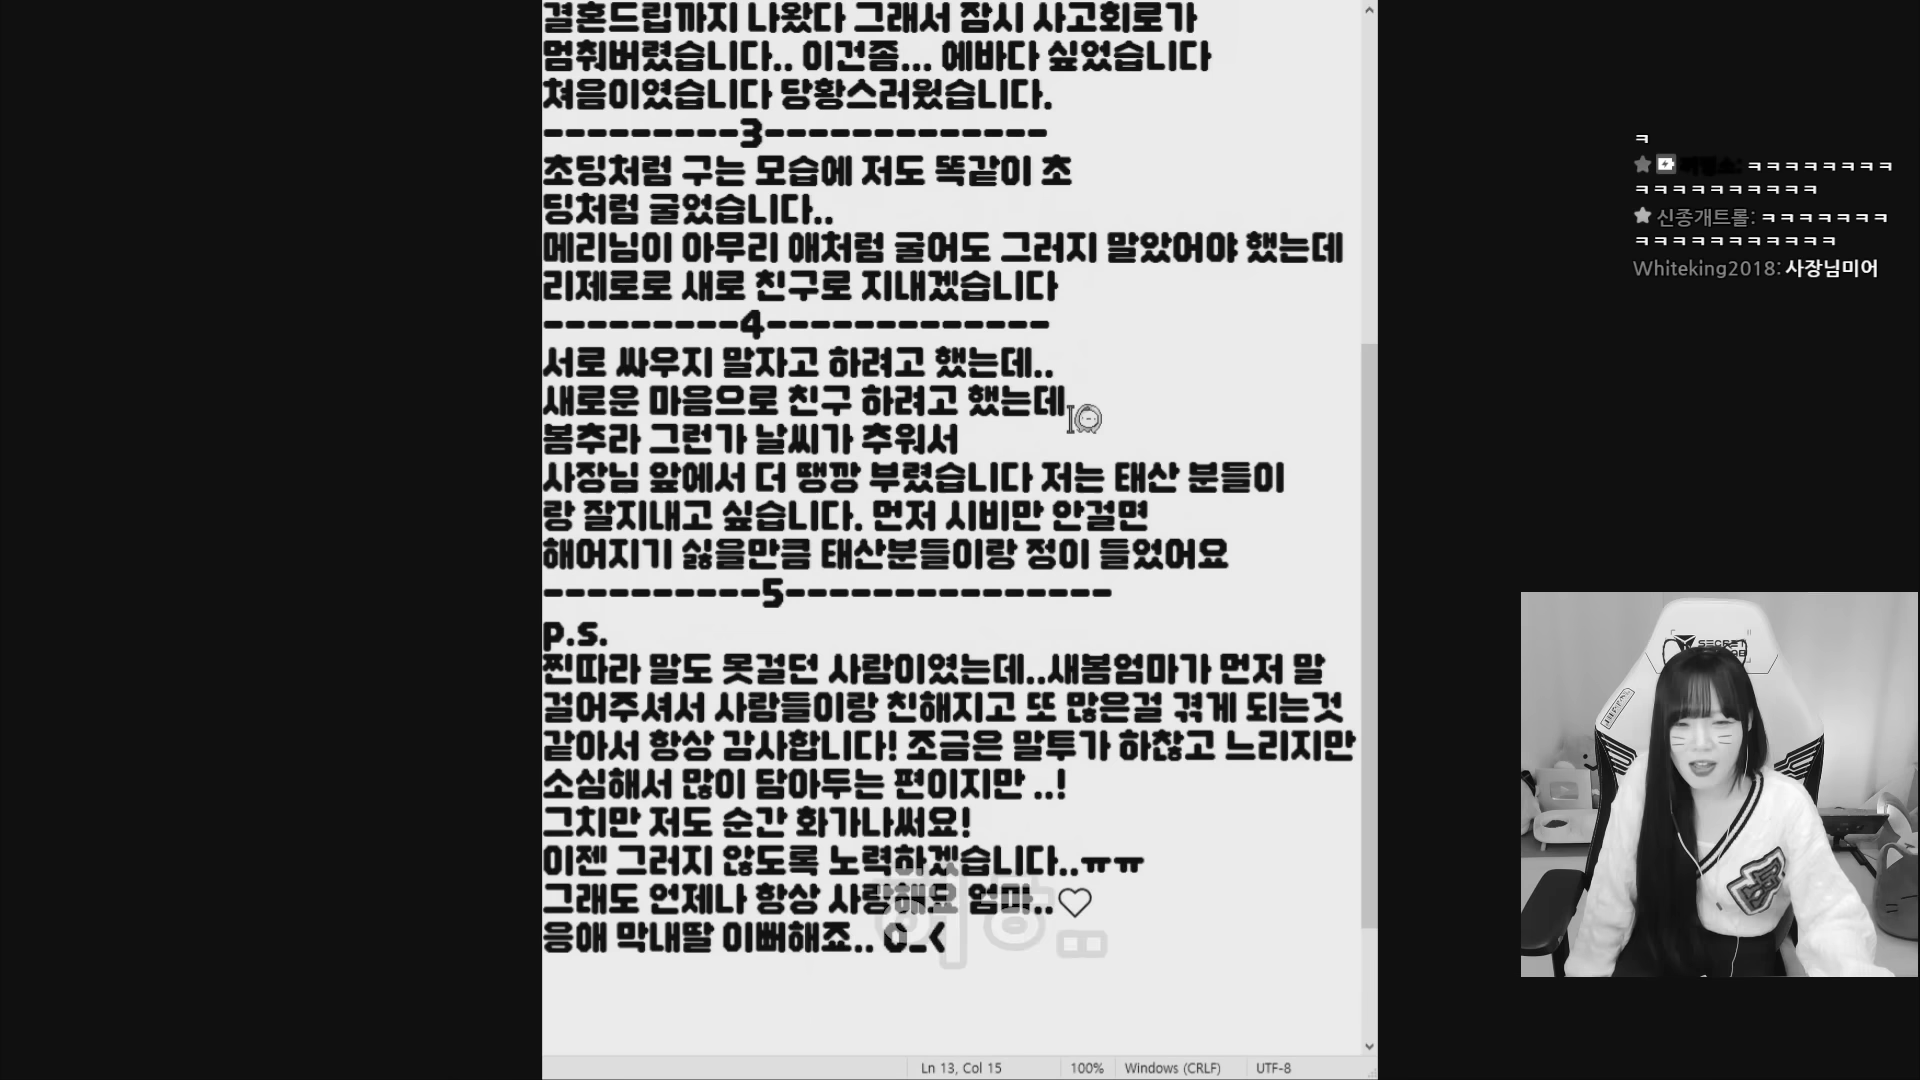 결혼드립까지 나왔다 그래서 잠시 사고회로가
멈춰버렸습니다.. 이건좀... 에바다 싶었습니다
쳐음이였습니다 당황스러웠습니다.
---------3-------------
초딩처럼 구는 모습에 저도 똑같이 초
딩처럼 굴었습니다..
메리님이 아무리 애처럼 굴어도 그러지 말았어야 했는데
리제로로 새로 친구로 지내겠습니다
---------4-------------
서로 싸우지 말자고 하려고 했는데..
새로운 마음으로 친구 하려고 했는데
봄추라 그런가 날씨가 추워서
사장님 앞에서 더 땡깡 부렸습니다 저는 태산 분들이
랑 잘지내고 싶습니다. 먼저 시비만 안걸면
해어지기 싫을만큼 태산분들이랑 정이 들었어요
----------5---------------
p.s.
찐따라 말도 못걸던 사람이였는데..새봄엄마가 먼저 말
걸어주셔서 사람들이랑 친해지고 또 많은걸 겪게 되는것
같아서 항상 감사합니다! 조금은 말투가 하찮고 느리지만
소심해서 많이 담아두는 편이지만 ..!
그치만 저도 순간 화가나써요!
이젠 그러지 않도록 노력하겠습니다..ㅠㅠ
그래도 언제나 항상 사랑해요 엄마..♡
응애 막내딸 이뻐해죠.. O_<
Ln 13, Col 15 100% Windows (CRLF) UTF-8
ㅋ
ㅋㅋㅋㅋㅋㅋㅋㅋ
ㅋㅋㅋㅋㅋㅋㅋㅋㅋㅋ
신종개트롤: ㅋㅋㅋㅋㅋㅋㅋ
ㅋㅋㅋㅋㅋㅋㅋㅋㅋㅋㅋ
Whiteking2018: 사장님미어
SECRET